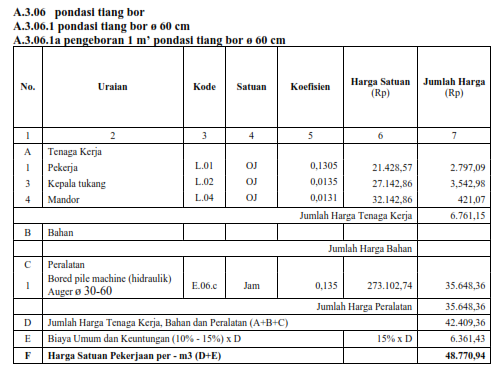 A.3.06 pondasi tiang bor
A.3.06.1 pondasi tiang bor ø 60 cm
A.3.06.1a pengeboran 1 m’ pondasi tiang bor ø 60 cm
No. Uraian Kode Satuan Koefisien Harga Satuan (Rp) Jumlah Harga (Rp)
1 2 3 4 5 6 7
A Tenaga Kerja
1 Pekerja L.01 OJ 0,1305 21.428,57 2.797,09
3 Kepala tukang L.02 OJ 0,0135 27.142,86 3,542,98
4 Mandor L.04 OJ 0,0131 32.142,86 421,07
Jumlah Harga Tenaga Kerja 6.761,15
B Bahan
Jumlah Harga Bahan
C Peralatan
1 Bored pile machine (hidraulik) Auger ø 30-60 E.06.c Jam 0,135 273.102,74 35.648,36
Jumlah Harga Peralatan 35.648,36
D Jumlah Harga Tenaga Kerja, Bahan dan Peralatan (A+B+C) 42.409,36
E Biaya Umum dan Keuntungan (10% - 15%) x D 15% x D 6.361,43
F Harga Satuan Pekerjaan per - m3 (D+E) 48.770,94